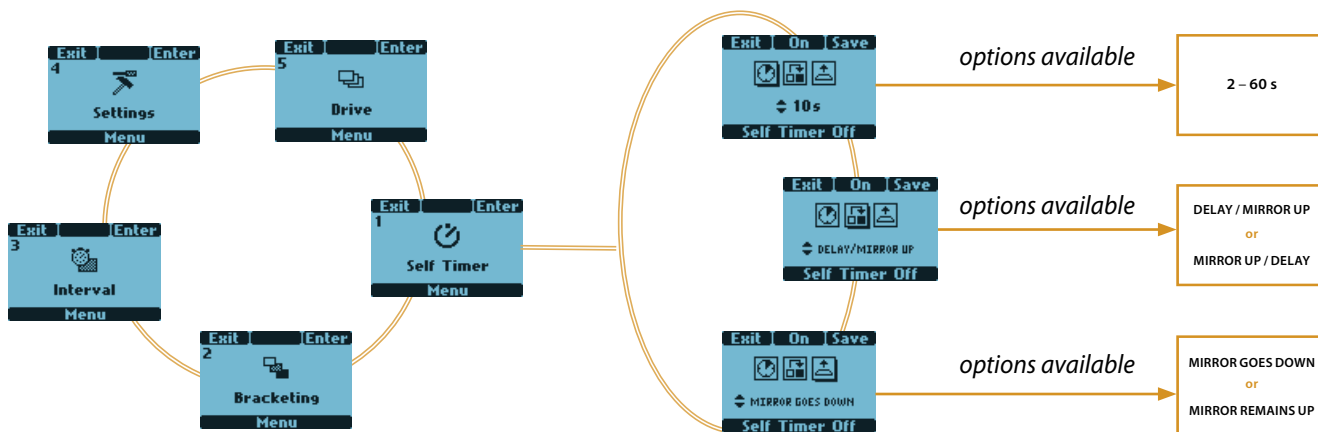 Exit Enter
4
Settings
Menu
Exit Enter
5
Drive
Menu
Exit Enter
1
Self Timer
Menu
Exit Enter
3
Interval
Menu
Exit Enter
2
Bracketing
Menu
Exit On Save
10s
Self Timer Off
options available
2 – 60 s
Exit On Save
DELAY/MIRROR UP
Self Timer Off
options available
DELAY / MIRROR UP
or
MIRROR UP / DELAY
Exit On Save
MIRROR GOES DOWN
Self Timer Off
options available
MIRROR GOES DOWN
or
MIRROR REMAINS UP